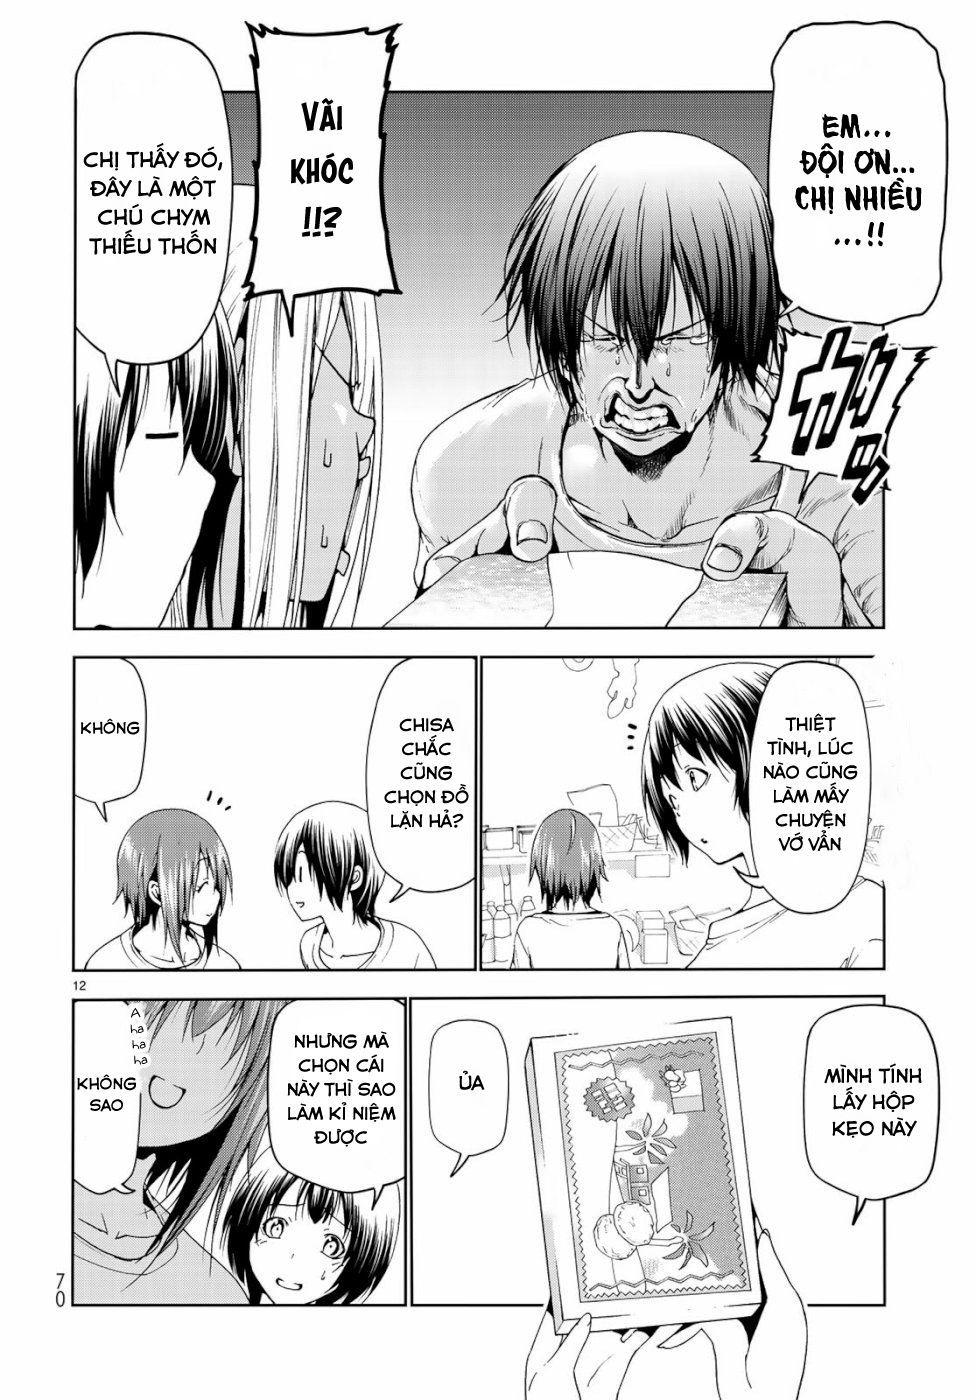 EM...
ĐỘI ƠN...
CHỊ NHIỀU
...!!
VÃI
KHÓC
!!?
CHỊ THẤY ĐÓ,
ĐÂY LÀ MỘT
CHÚ CHYM
THIẾU THỐN
THIỆT
TÌNH, LÚC
NÀO CŨNG
LÀM MẤY
CHUYỆN
VỚ VẨN
CHISA
CHẮC
CŨNG
CHỌN ĐỒ
LẶN HẢ?
KHÔNG
12
MÌNH TÍNH
LẤY HỘP
KẸO NÀY
ỦA
NHƯNG MÀ
CHỌN CÁI
NÀY THÌ SAO
LÀM KỈ NIỆM
ĐƯỢC
A
ha
ha
ha
KHÔNG
SAO
70